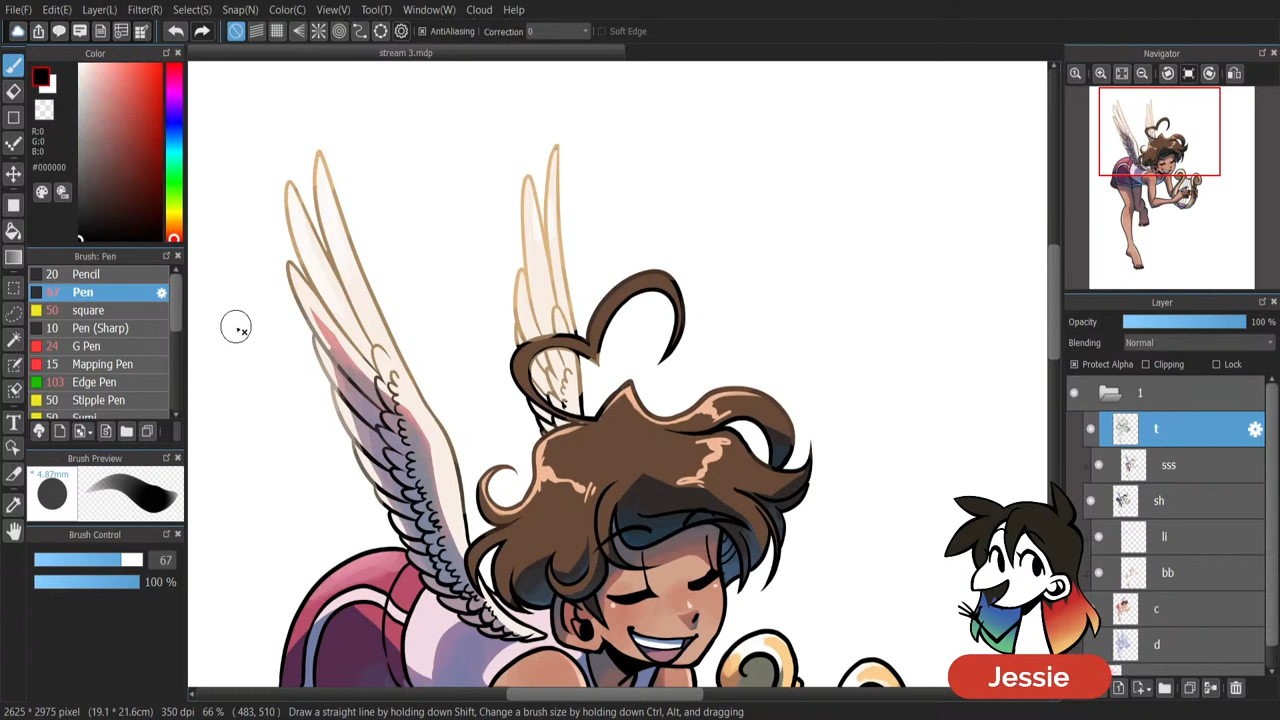 File(F) Edit(E) Layer(L) Filter(R) Select(S) Snap(N) Color(C) View(V) Tool(T) Window(W) Cloud Help
AntiAliasing Correction 0 Soft Edge
Color
stream 3.mdp
Navigator
R:0
G:0
B:0
#000000
Brush: Pen
20 Pencil
67 Pen
50 square
10 Pen (Sharp)
24 G Pen
15 Mapping Pen
103 Edge Pen
50 Stipple Pen
50 Sumi
Brush Preview
* 4.87mm
Brush Control
67
100 %
Layer
Opacity 100 %
Blending Normal
Protect Alpha Clipping Lock
1
t
sss
sh
li
bb
c
d
Jessie
2625 * 2975 pixel (19.1 * 21.6cm) 350 dpi 66 % ( 483, 510 ) Draw a straight line by holding down Shift, Change a brush size by holding down Ctrl, Alt, and dragging